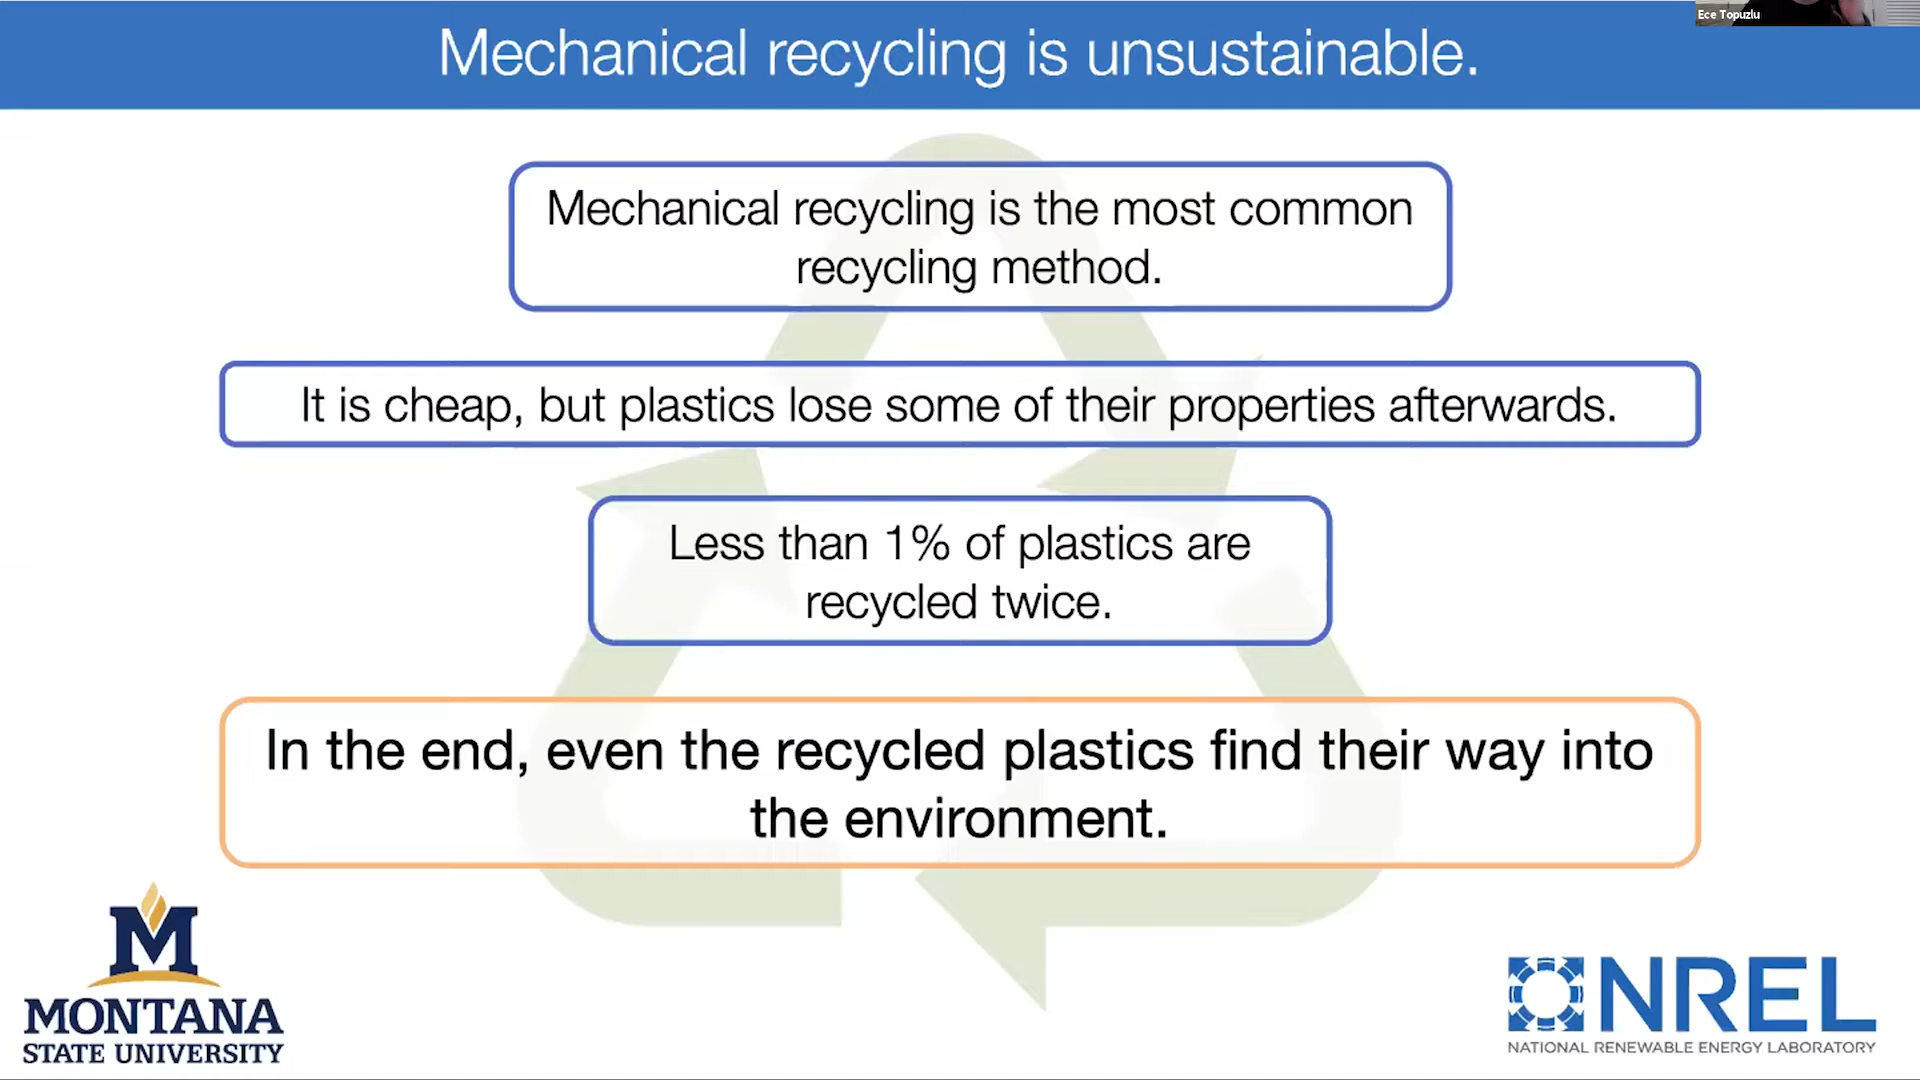 Ece Topuzlu
Mechanical recycling is unsustainable.
Mechanical recycling is the most common
recycling method.
It is cheap, but plastics lose some of their properties afterwards.
Less than 1% of plastics are
recycled twice.
In the end, even the recycled plastics find their way into
the environment.
M
MONTANA
STATE UNIVERSITY
NREL
NATIONAL RENEWABLE ENERGY LABORATORY